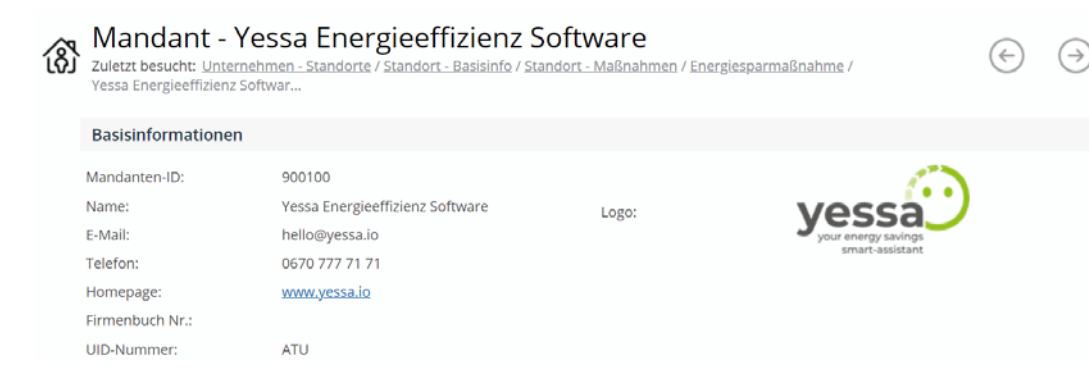 Mandant - Yessa Energieeffizienz Software
Zuletzt besucht: Unternehmen - Standorte / Standort - Basisinfo / Standort - Maßnahmen / Energiesparmaßnahme /
Yessa Energieeffizienz Softwar...
Basisinformationen
Mandanten-ID: 900100
Name: Yessa Energieeffizienz Software
E-Mail: hello@yessa.io
Telefon: 0670 777 71 71
Homepage: www.yessa.io
Firmenbuch Nr.:
UID-Nummer: ATU
Logo:
yessa
your energy savings
smart-assistant